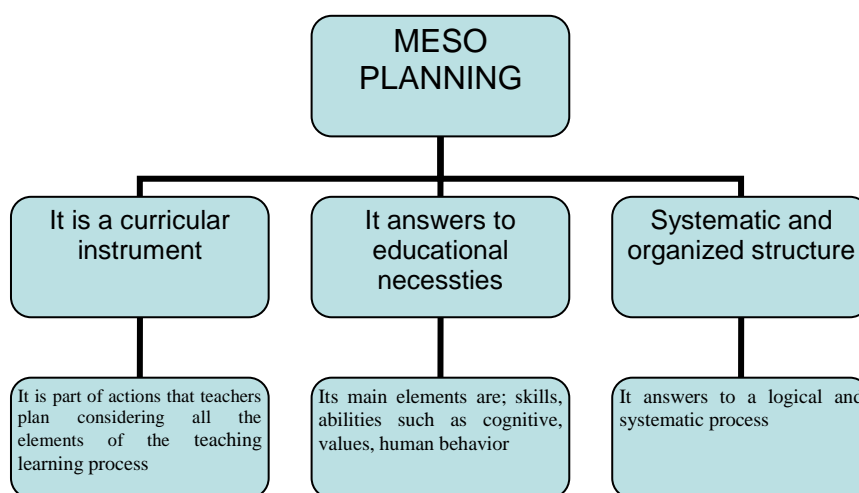 MESO
PLANNING
It is a curricular
instrument
It answers to
educational
necessties
Systematic and
organized structure
It is part of actions that teachers
plan considering all the
elements of the teaching
learning process
Its main elements are; skills,
abilities such as cognitive,
values, human behavior
It answers to a logical and
systematic process